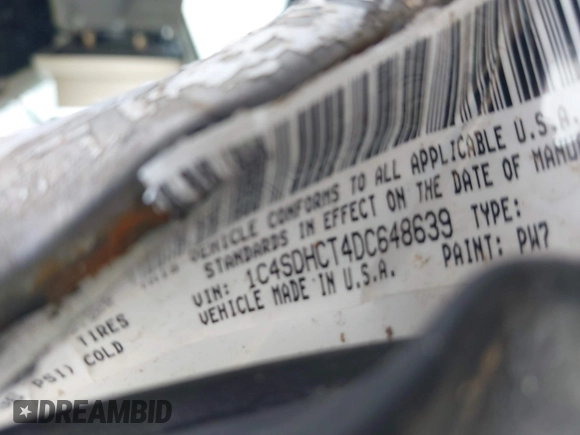 VEHICLE CONFORMS TO ALL APPLICABLE U.S.A.
STANDARDS IN EFFECT ON THE DATE OF MANU
VIN: 1C4SDHCT4DC648639 TYPE:
VEHICLE MADE IN U.S.A. PAINT: PW7
TIRES
PSI) COLD
DREAMBID